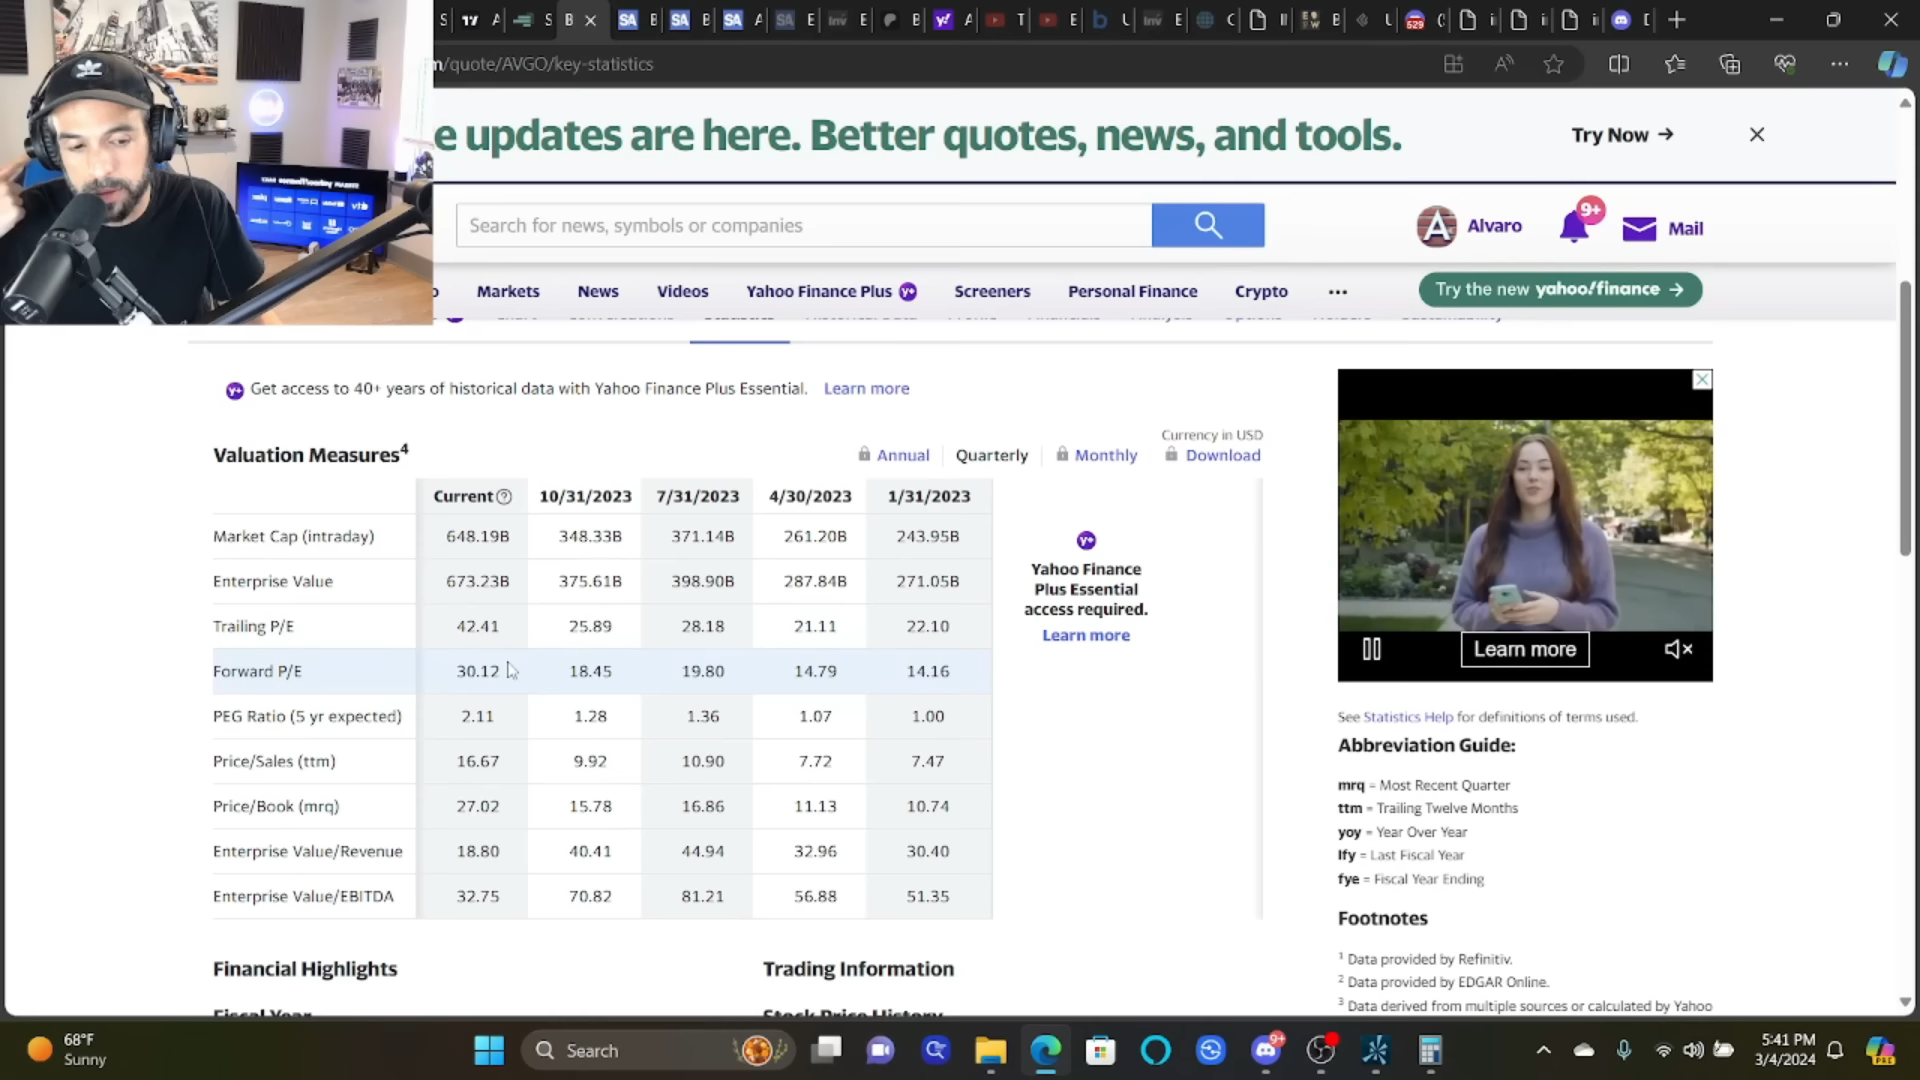 m/quote/AVGO/key-statistics
e updates are here. Better quotes, news, and tools.
Try Now →
Search for news, symbols or companies
Alvaro
9+
Mail
Markets
News
Videos
Yahoo Finance Plus
Screeners
Personal Finance
Crypto
...
Try the new yahoo!finance →
Get access to 40+ years of historical data with Yahoo Finance Plus Essential. Learn more
Valuation Measures4
Currency in USD
Annual Quarterly Monthly Download
Current 10/31/2023 7/31/2023 4/30/2023 1/31/2023
Market Cap (intraday) 648.19B 348.33B 371.14B 261.20B 243.95B
Enterprise Value 673.23B 375.61B 398.90B 287.84B 271.05B
Trailing P/E 42.41 25.89 28.18 21.11 22.10
Forward P/E 30.12 18.45 19.80 14.79 14.16
PEG Ratio (5 yr expected) 2.11 1.28 1.36 1.07 1.00
Price/Sales (ttm) 16.67 9.92 10.90 7.72 7.47
Price/Book (mrq) 27.02 15.78 16.86 11.13 10.74
Enterprise Value/Revenue 18.80 40.41 44.94 32.96 30.40
Enterprise Value/EBITDA 32.75 70.82 81.21 56.88 51.35
Yahoo Finance
Plus Essential
access required.
Learn more
Learn more
See Statistics Help for definitions of terms used.
Abbreviation Guide:
mrq = Most Recent Quarter
ttm = Trailing Twelve Months
yoy = Year Over Year
lfy = Last Fiscal Year
fye = Fiscal Year Ending
Footnotes
1 Data provided by Refinitiv.
2 Data provided by EDGAR Online.
3 Data derived from multiple sources or calculated by Yahoo
Financial Highlights
Trading Information
Fiscal Year
Stock Price History
68°F
Sunny
Search
9+
5:41 PM
3/4/2024